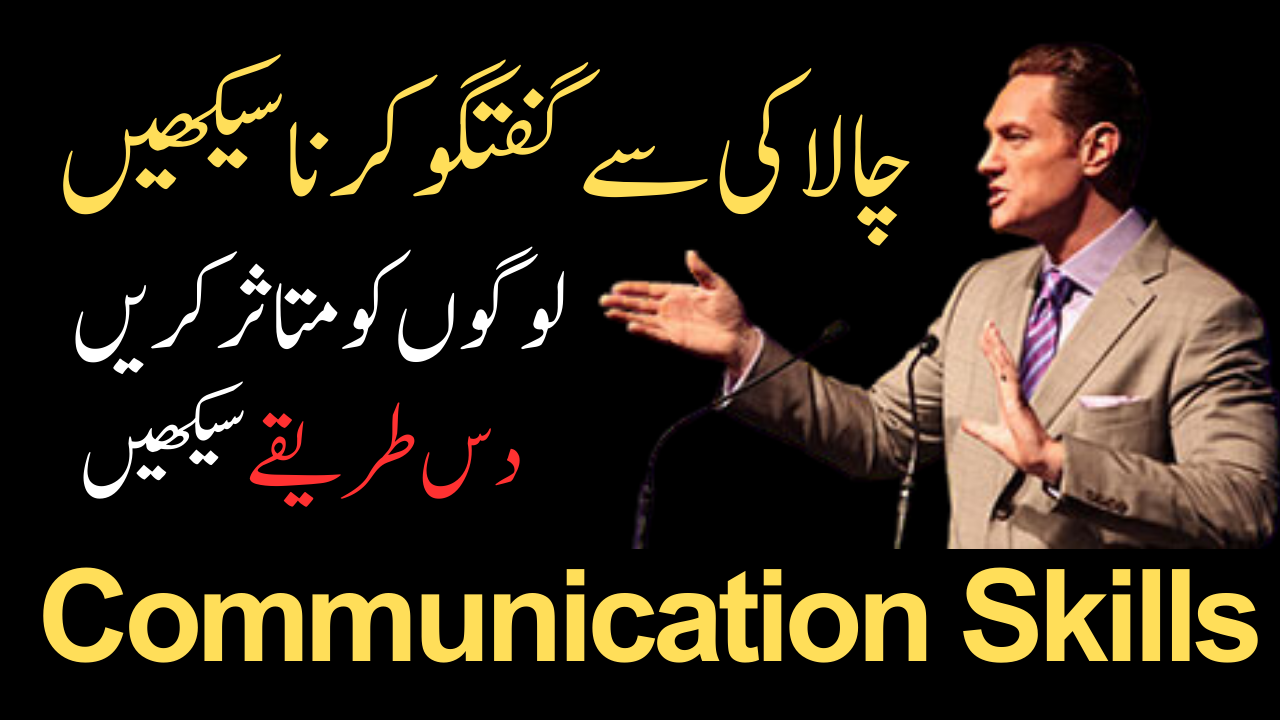 چالاکی سے گفتگو کرنا سیکھیں
لوگوں کو متاثر کریں
دس طریقے سیکھیں
Communication Skills